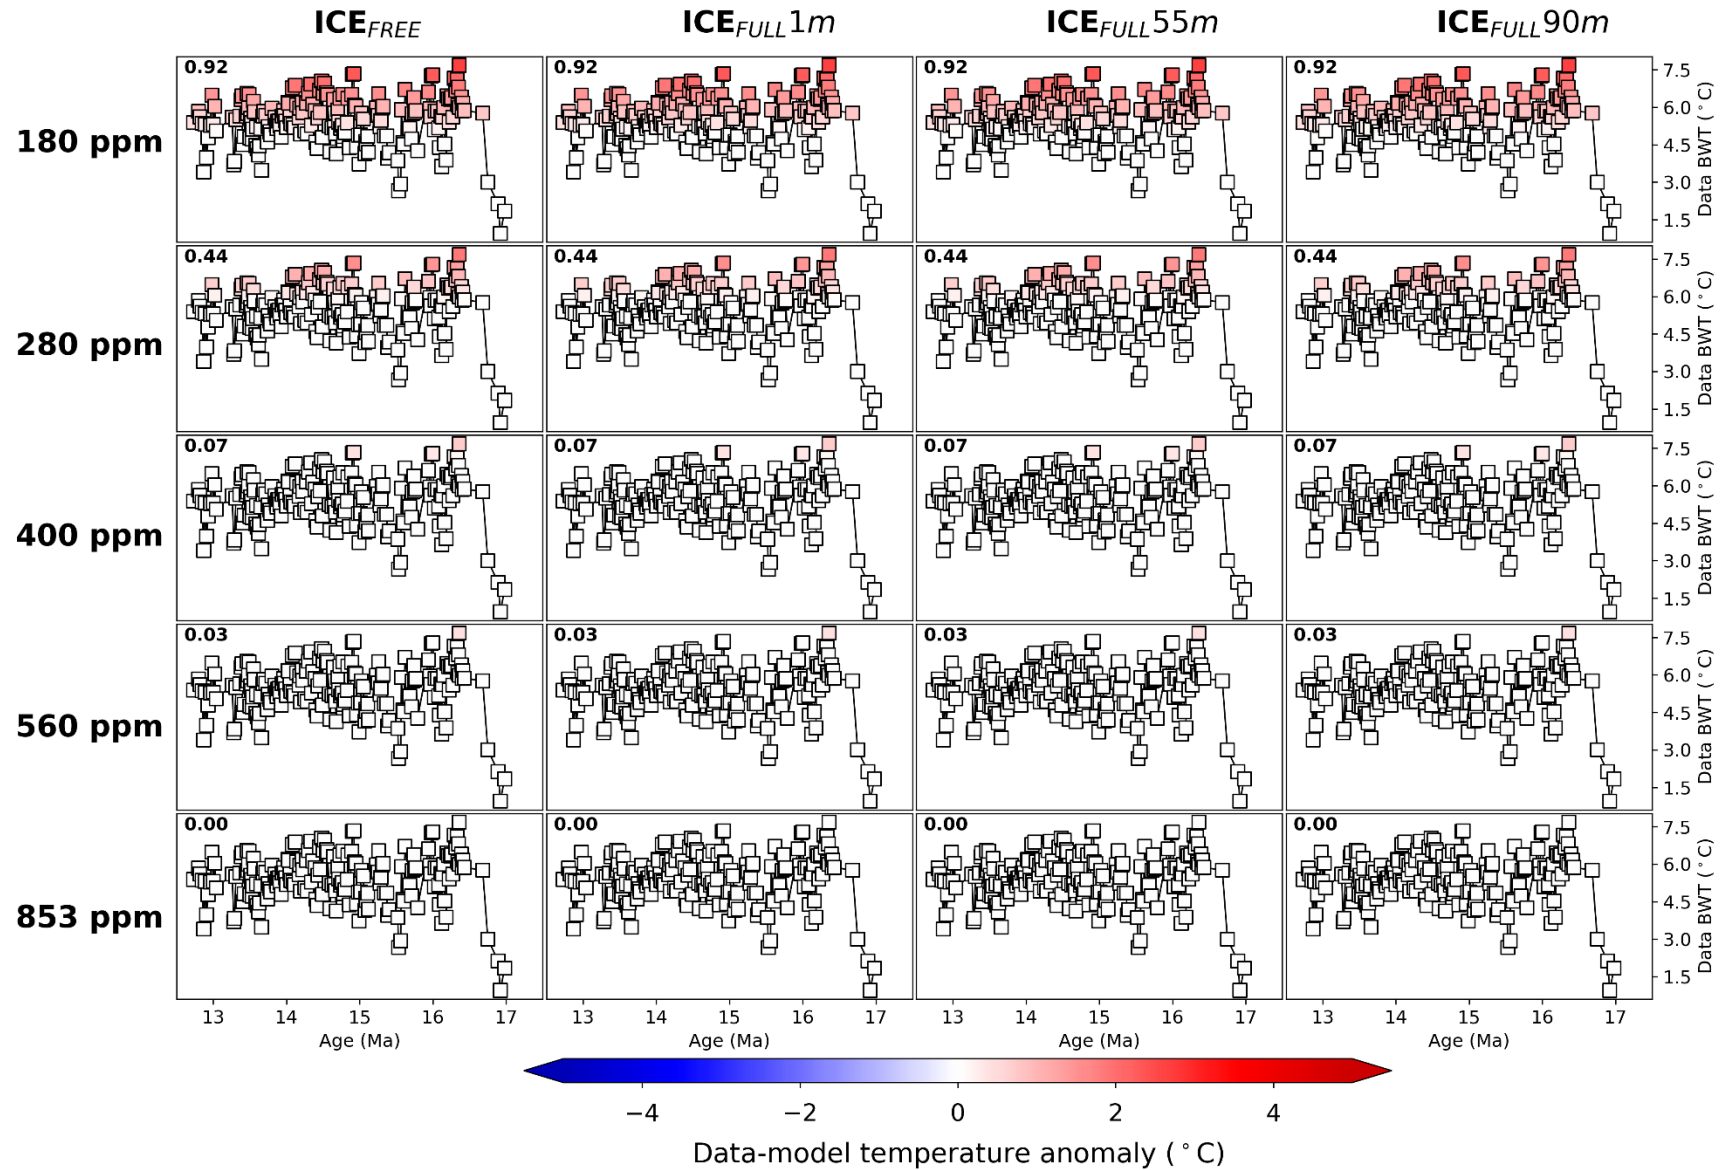 ICE_FREE ICE_FULL1m ICE_FULL55m ICE_FULL90m
180 ppm
0.92 0.92 0.92 0.92
7.5
6.0
4.5
3.0
1.5
Data BWT (°C)
280 ppm
0.44 0.44 0.44 0.44
7.5
6.0
4.5
3.0
1.5
Data BWT (°C)
400 ppm
0.07 0.07 0.07 0.07
7.5
6.0
4.5
3.0
1.5
Data BWT (°C)
560 ppm
0.03 0.03 0.03 0.03
7.5
6.0
4.5
3.0
1.5
Data BWT (°C)
853 ppm
0.00 0.00 0.00 0.00
7.5
6.0
4.5
3.0
1.5
Data BWT (°C)
13 14 15 16 17 13 14 15 16 17 13 14 15 16 17 13 14 15 16 17
Age (Ma) Age (Ma) Age (Ma) Age (Ma)
−4 −2 0 2 4
Data-model temperature anomaly (°C)